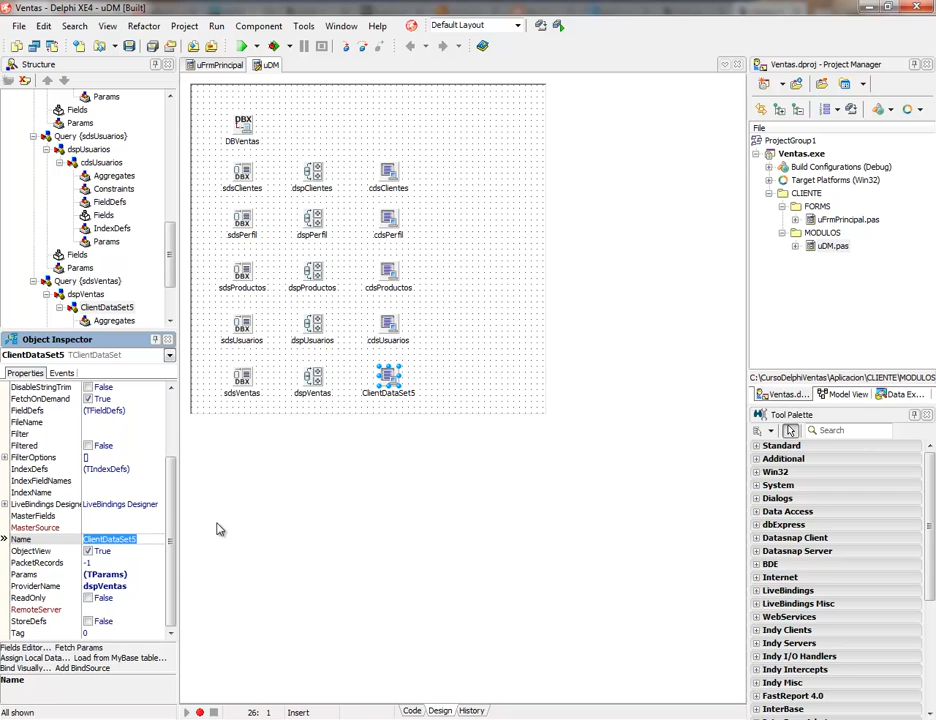 Ventas - Delphi XE4 - uDM [Built]
File Edit Search View Refactor Project Run Component Tools Window Help
Default Layout
Structure
Params
Fields
Params
Query {sdsUsuarios}
dspUsuarios
cdsUsuarios
Aggregates
Constraints
FieldDefs
Fields
IndexDefs
Params
Fields
Params
Query {sdsVentas}
dspVentas
ClientDataSet5
Aggregates
Object Inspector
ClientDataSet5 TClientDataSet
Properties Events
DisableStringTrim False
FetchOnDemand True
FieldDefs (TFieldDefs)
FileName
Filter
Filtered False
FilterOptions []
IndexDefs (TIndexDefs)
IndexFieldNames
IndexName
LiveBindings Designe LiveBindings Designer
MasterFields
MasterSource
Name ClientDataSet5
ObjectView True
PacketRecords -1
Params (TParams)
ProviderName dspVentas
ReadOnly False
RemoteServer
StoreDefs False
Tag 0
Fields Editor... Fetch Params
Assign Local Data... Load from MyBase table...
Bind Visually... Add BindSource
Name
All shown
uFrmPrincipal uDM
DBX
DBVentas
DBX
sdsClientes dspClientes cdsClientes
DBX
sdsPerfil dspPerfil cdsPerfil
DBX
sdsProductos dspProductos cdsProductos
DBX
sdsUsuarios dspUsuarios cdsUsuarios
DBX
sdsVentas dspVentas ClientDataSet5
26: 1 Insert Code Design History
Ventas.dproj - Project Manager
File
ProjectGroup1
Ventas.exe
Build Configurations (Debug)
Target Platforms (Win32)
CLIENTE
FORMS
uFrmPrincipal.pas
MODULOS
uDM.pas
C:\CursoDelphiVentas\Aplicacion\CLIENTE\MODULOS
Ventas.d... Model View Data Ex...
Tool Palette
Search
Standard
Additional
Win32
System
Dialogs
Data Access
dbExpress
Datasnap Client
Datasnap Server
BDE
Internet
LiveBindings
LiveBindings Misc
WebServices
Indy Clients
Indy Servers
Indy I/O Handlers
Indy Intercepts
Indy Misc
FastReport 4.0
InterBase